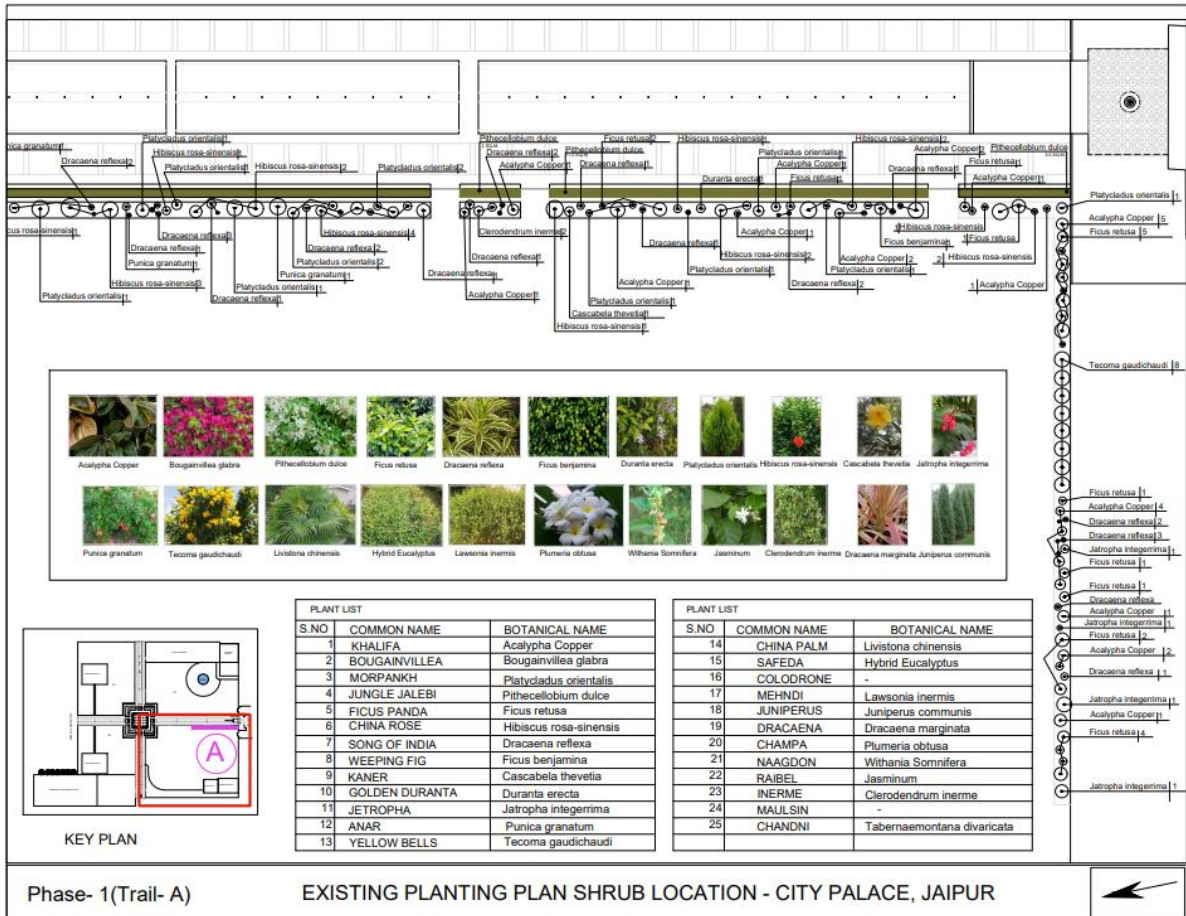 Platycladus orientalis 1
Pithecellobium dulce
Ficus retusa 2
Hibiscus rosa-sinensis 1
Hibiscus rosa-sinensis 2
Dracaena reflexa 2
Hibiscus rosa-sinensis 1
Platycladus orientalis 1
Hibiscus rosa-sinensis 2
Platycladus orientalis 2
Dracaena reflexa 2
Acalypha Copper 1
Pithecellobium dulce
Dracaena reflexa 1
Platycladus orientalis 1
Acalypha Copper 1
Duranta erecta 1
Ficus retusa 1
Acalypha Copper 2
Dracaena reflexa 1
Pithecellobium dulce
Ficus retusa 1
Acalypha Copper 1
Dracaena reflexa 3
Dracaena reflexa 1
Punica granatum 1
Hibiscus rosa-sinensis 3
Platycladus orientalis 1
Hibiscus rosa-sinensis 4
Dracaena reflexa 2
Platycladus orientalis 2
Punica granatum 1
Platycladus orientalis 1
Dracaena reflexa 1
Dracaena reflexa 1
Clerodendrum inerme 2
Dracaena reflexa 1
Acalypha Copper 1
Dracaena reflexa 1
Acalypha Copper 1
Platycladus orientalis 1
Cascabela thevetia 1
Hibiscus rosa-sinensis 1
Acalypha Copper 1
Hibiscus rosa-sinensis 2
Platycladus orientalis 1
Ficus benjamina 1
Acalypha Copper 2
Platycladus orientalis 1
Dracaena reflexa 2
1 Hibiscus rosa-sinensis
1 Ficus retusa
2 Hibiscus rosa-sinensis
1 Acalypha Copper
Platycladus orientalis 1
Acalypha Copper 5
Ficus retusa 5
Tecoma gaudichaudi 8
Ficus retusa 1
Acalypha Copper 4
Dracaena reflexa 2
Dracaena reflexa 3
Jatropha integerrima 1
Ficus retusa 1
Ficus retusa 1
Dracaena reflexa
Acalypha Copper 1
Jatropha integerrima 1
Ficus retusa 2
Acalypha Copper 2
Dracaena reflexa 1
Jatropha integerrima 1
Acalypha Copper 1
Ficus retusa 4
Jatropha integerrima 1
Acalypha Copper Bougainvillea glabra Pithecellobium dulce Ficus retusa Dracaena reflexa Ficus benjamina Duranta erecta Platycladus orientalis Hibiscus rosa-sinensis Cascabela thevetia Jatropha integerrima
Punica granatum Tecoma gaudichaudi Livistona chinensis Hybrid Eucalyptus Lawsonia inermis Plumeria obtusa Withania Somnifera Jasminum Clerodendrum inerme Dracaena marginata Juniperus communis
A
KEY PLAN
PLANT LIST
S.NO COMMON NAME BOTANICAL NAME
1 KHALIFA Acalypha Copper
2 BOUGAINVILLEA Bougainvillea glabra
3 MORPANKH Platycladus orientalis
4 JUNGLE JALEBI Pithecellobium dulce
5 FICUS PANDA Ficus retusa
6 CHINA ROSE Hibiscus rosa-sinensis
7 SONG OF INDIA Dracaena reflexa
8 WEEPING FIG Ficus benjamina
9 KANER Cascabela thevetia
10 GOLDEN DURANTA Duranta erecta
11 JETROPHA Jatropha integerrima
12 ANAR Punica granatum
13 YELLOW BELLS Tecoma gaudichaudi
PLANT LIST
S.NO COMMON NAME BOTANICAL NAME
14 CHINA PALM Livistona chinensis
15 SAFEDA Hybrid Eucalyptus
16 COLODRONE -
17 MEHNDI Lawsonia inermis
18 JUNIPERUS Juniperus communis
19 DRACAENA Dracaena marginata
20 CHAMPA Plumeria obtusa
21 NAAGDON Withania Somnifera
22 RAIBEL Jasminum
23 INERME Clerodendrum inerme
24 MAULSIN -
25 CHANDNI Tabernaemontana divaricata
Phase- 1(Trail- A)
EXISTING PLANTING PLAN SHRUB LOCATION - CITY PALACE, JAIPUR